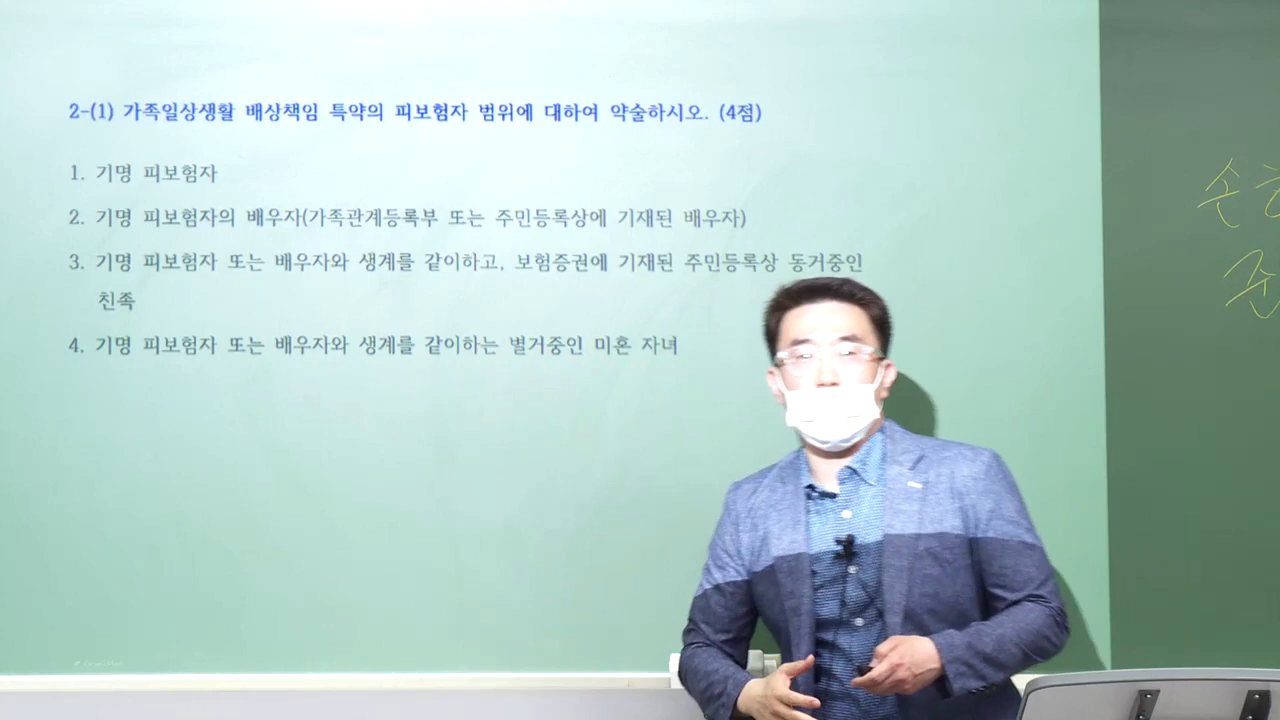 2-(1) 가족일상생활 배상책임 특약의 피보험자 범위에 대하여 약술하시오. (4점)
1. 기명 피보험자
2. 기명 피보험자의 배우자(가족관계등록부 또는 주민등록상에 기재된 배우자)
3. 기명 피보험자 또는 배우자와 생계를 같이하고, 보험증권에 기재된 주민등록상 동거중인
친족
4. 기명 피보험자 또는 배우자와 생계를 같이하는 별거중인 미혼 자녀
손